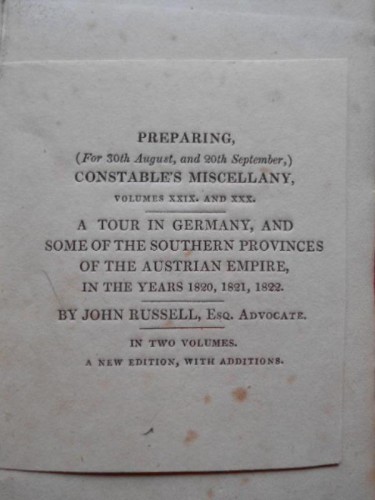 PREPARING,
(For 30th August, and 20th September,)
CONSTABLE'S MISCELLANY,
VOLUMES XXIX. AND XXX.
A TOUR IN GERMANY, AND
SOME OF THE SOUTHERN PROVINCES
OF THE AUSTRIAN EMPIRE,
IN THE YEARS 1820, 1821, 1822.
BY JOHN RUSSELL, ESQ. ADVOCATE.
IN TWO VOLUMES.
A NEW EDITION, WITH ADDITIONS.